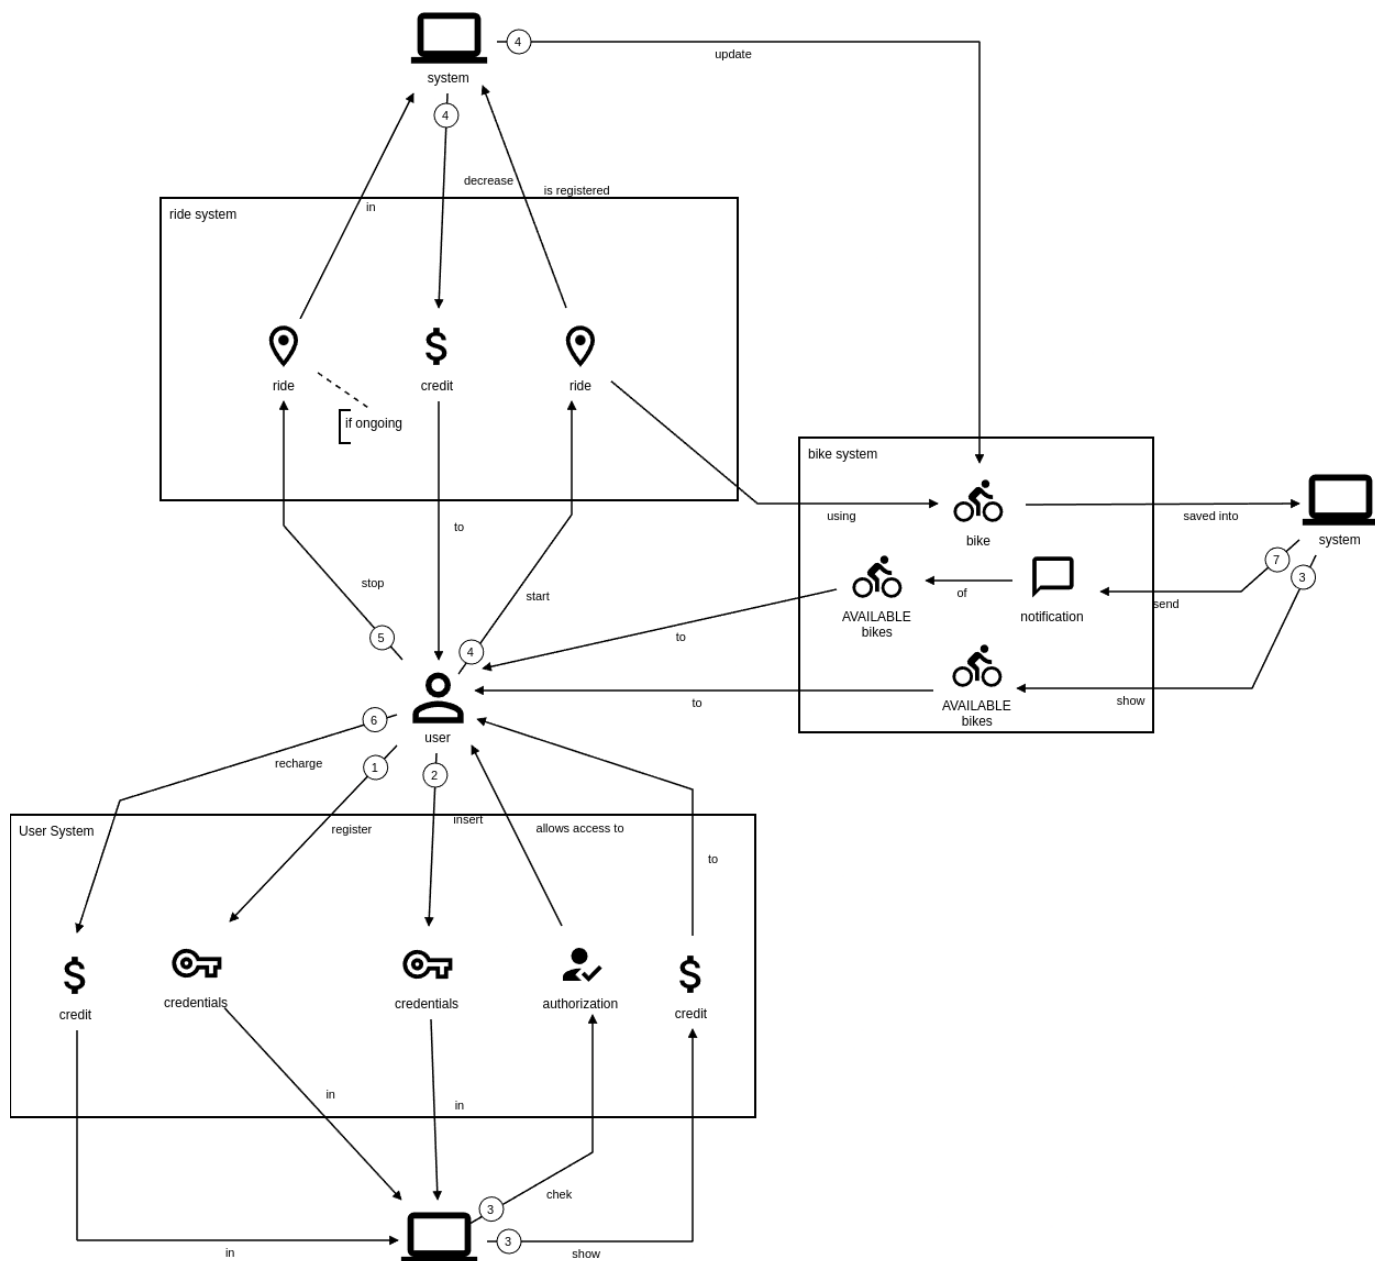 4
update
system
4
decrease
is registered
in
ride system
ride
credit
ride
if ongoing
bike system
using
saved into
bike
system
7
3
to
stop
start
of
send
AVAILABLE
bikes
notification
5
4
to
AVAILABLE
bikes
show
to
6
user
recharge
1
2
insert
register
allows access to
User System
to
credit
credentials
credentials
authorization
credit
in
in
chek
3
3
in
show